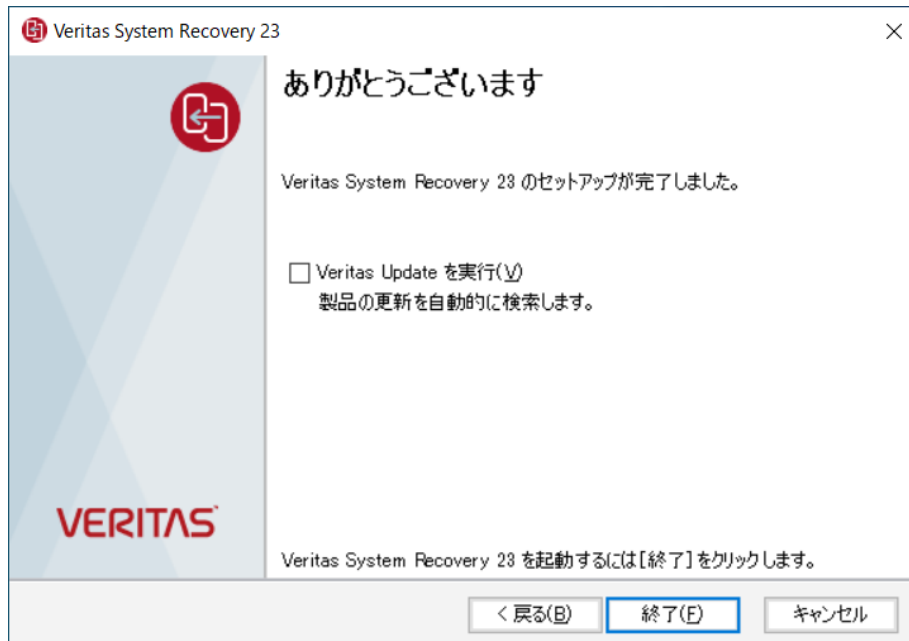 Veritas System Recovery 23
ありがとうございます
Veritas System Recovery 23 のセットアップが完了しました。
Veritas Update を実行(V)
製品の更新を自動的に検索します。
VERITAS
Veritas System Recovery 23 を起動するには[終了]をクリックします。
< 戻る(B)
終了(F)
キャンセル